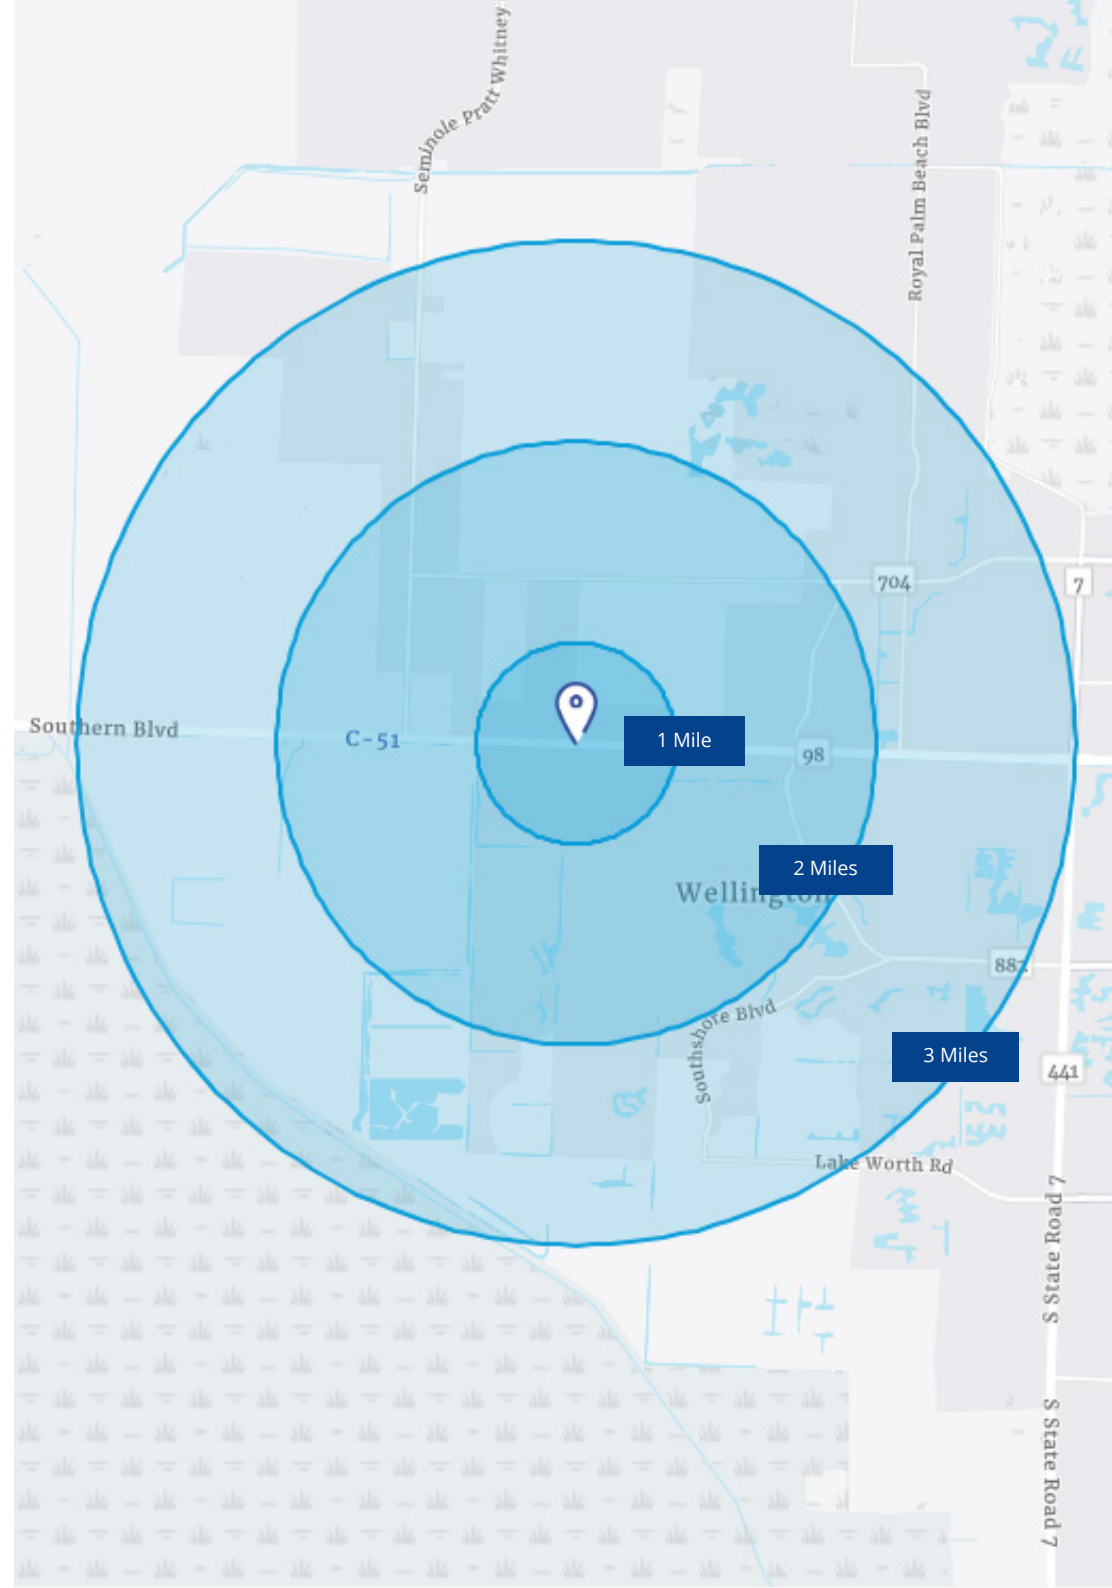 Seminole Pratt Whitney
Royal Palm Beach Blvd
704
7
Southern Blvd
C-51
1 Mile
98
2 Miles
Wellington
882
Southshore Blvd
3 Miles
441
Lake Worth Rd
S State Road 7
S State Road 7